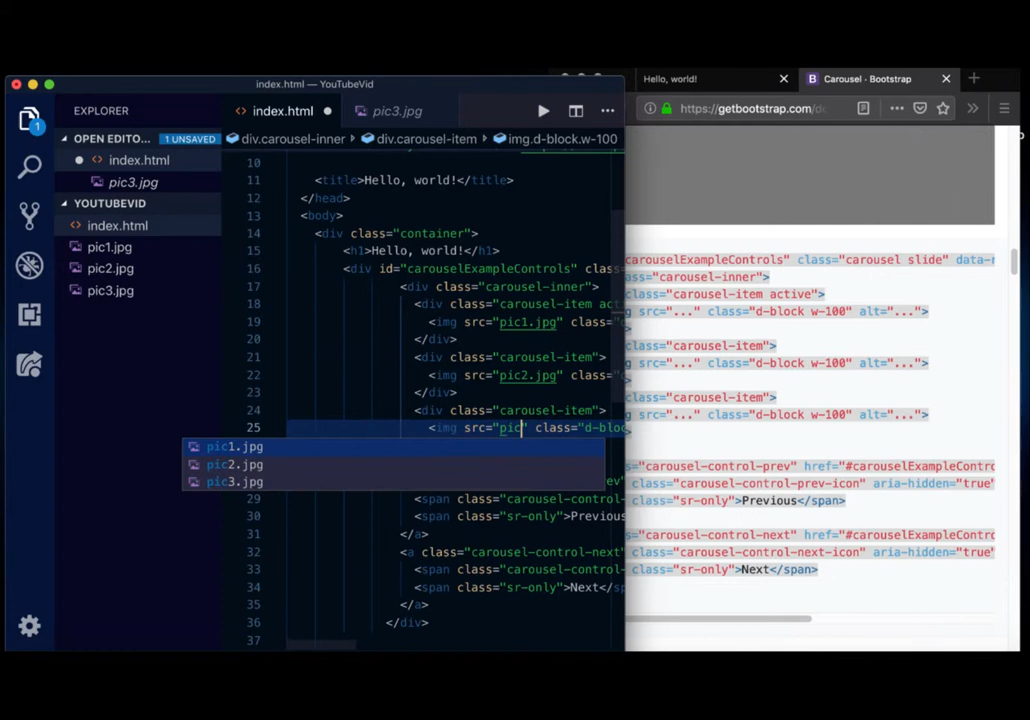 index.html — YouTubeVid
EXPLORER
OPEN EDITO... 1 UNSAVED
index.html
pic3.jpg
YOUTUBEVID
index.html
pic1.jpg
pic2.jpg
pic3.jpg
1
index.html
pic3.jpg
div.carousel-inner > div.carousel-item > img.d-block.w-100
10
11 <title>Hello, world!</title>
12 </head>
13 <body>
14 <div class="container">
15 <h1>Hello, world!</h1>
16 <div id="carouselExampleControls" clas
17 <div class="carousel-inner">
18 <div class="carousel-item act
19 <img src="pic1.jpg" class="d
20 </div>
21 <div class="carousel-item">
22 <img src="pic2.jpg" class="d
23 </div>
24 <div class="carousel-item">
25 <img src="pic" class="d-bloc
pic1.jpg
pic2.jpg
pic3.jpg
29 <span class="carousel-control
30 <span class="sr-only">Previous
31 </a>
32 <a class="carousel-control-next"
33 <span class="carousel-control
34 <span class="sr-only">Next</sp
35 </a>
36 </div>
37
Hello, world!
Carousel · Bootstrap
https://getbootstrap.com/d
carouselExampleControls" class="carousel slide" data-r
class="carousel-inner">
class="carousel-item active">
g src="..." class="d-block w-100" alt="...">
class="carousel-item">
g src="..." class="d-block w-100" alt="...">
class="carousel-item">
g src="..." class="d-block w-100" alt="...">
"carousel-control-prev" href="#carouselExampleContro
class="carousel-control-prev-icon" aria-hidden="true"
class="sr-only">Previous</span>
"carousel-control-next" href="#carouselExampleContro
class="carousel-control-next-icon" aria-hidden="true"
class="sr-only">Next</span>